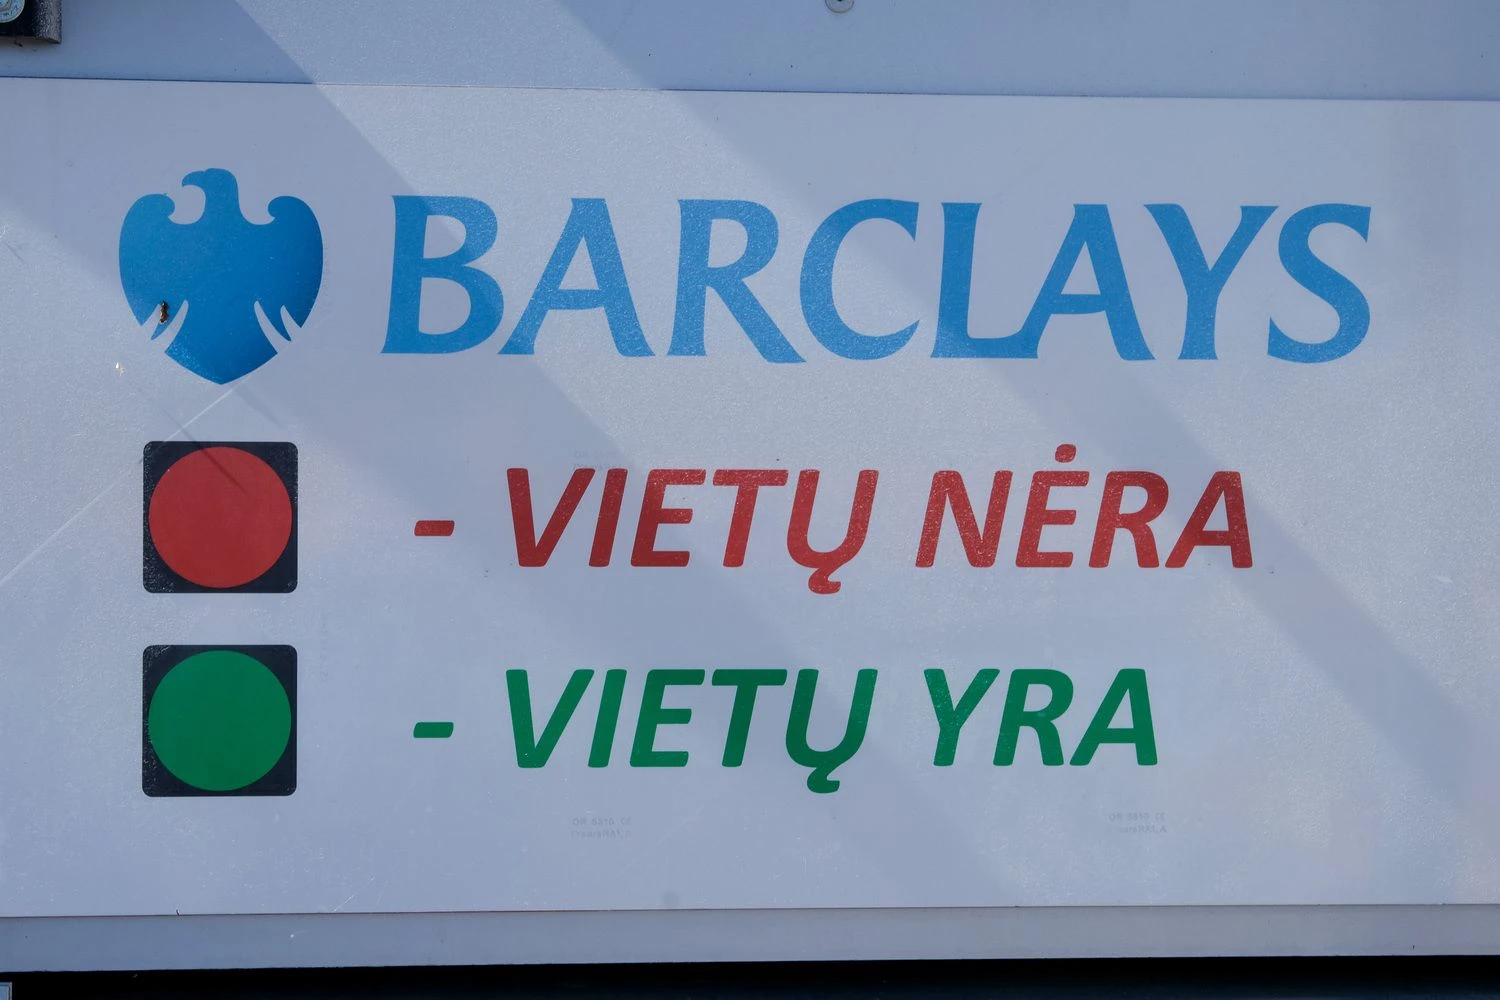 BARCLAYS
- VIETŲ NĖRA
- VIETŲ YRA